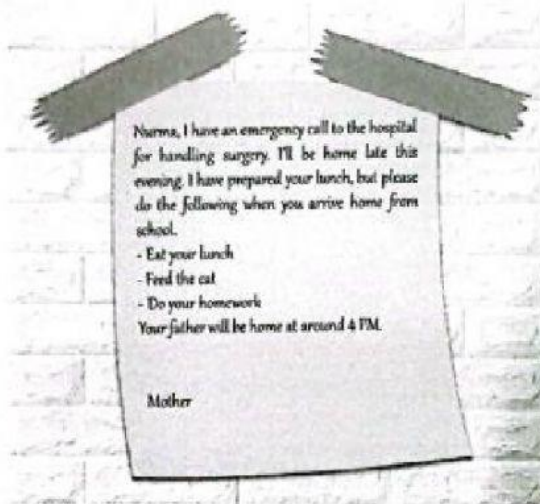 Nurma, I have an emergency call to the hospital
for handling surgery. I'll be home late this
evening. I have prepared your lunch, but please
do the following when you arrive home from
school.
- Eat your lunch
- Feed the cat
- Do your homework
Your father will be home at around 4 PM.
Mother